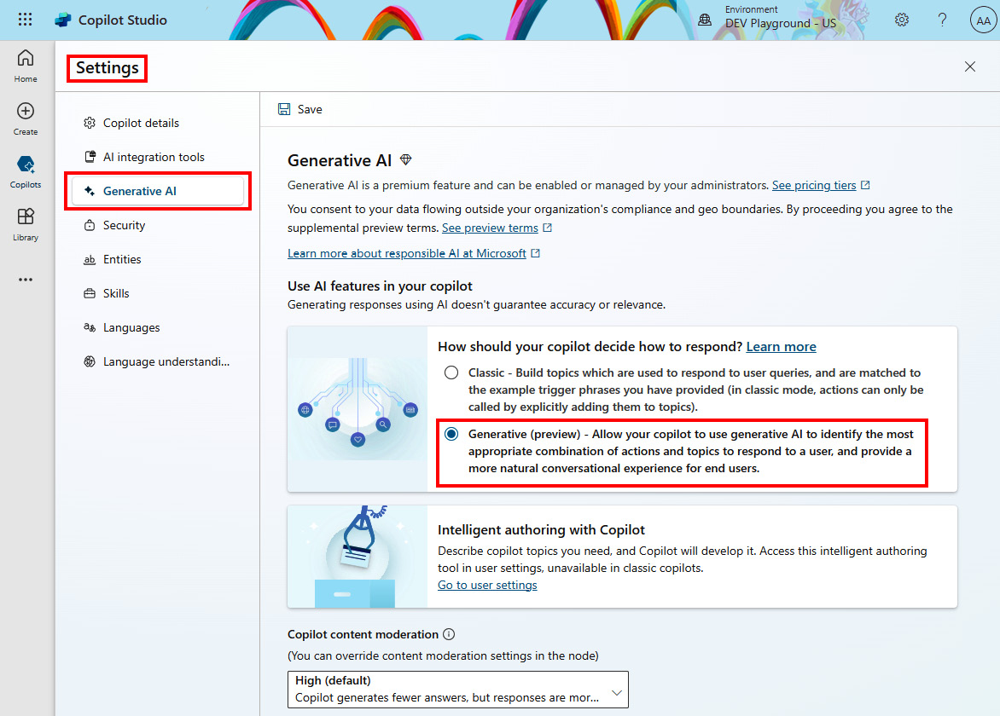 Copilot Studio
Environment
DEV Playground - US
AA
Home
Create
Copilots
Library
Settings
Copilot details
AI integration tools
Generative AI
Security
Entities
Skills
Languages
Language understandi...
Save
Generative AI
Generative AI is a premium feature and can be enabled or managed by your administrators. See pricing tiers
You consent to your data flowing outside your organization's compliance and geo boundaries. By proceeding you agree to the
supplemental preview terms. See preview terms
Learn more about responsible AI at Microsoft
Use AI features in your copilot
Generating responses using AI doesn't guarantee accuracy or relevance.
How should your copilot decide how to respond? Learn more
Classic - Build topics which are used to respond to user queries, and are matched to
the example trigger phrases you have provided (in classic mode, actions can only be
called by explicitly adding them to topics).
Generative (preview) - Allow your copilot to use generative AI to identify the most
appropriate combination of actions and topics to respond to a user, and provide a
more natural conversational experience for end users.
Intelligent authoring with Copilot
Describe copilot topics you need, and Copilot will develop it. Access this intelligent authoring
tool in user settings, unavailable in classic copilots.
Go to user settings
Copilot content moderation
(You can override content moderation settings in the node)
High (default)
Copilot generates fewer answers, but responses are mor...